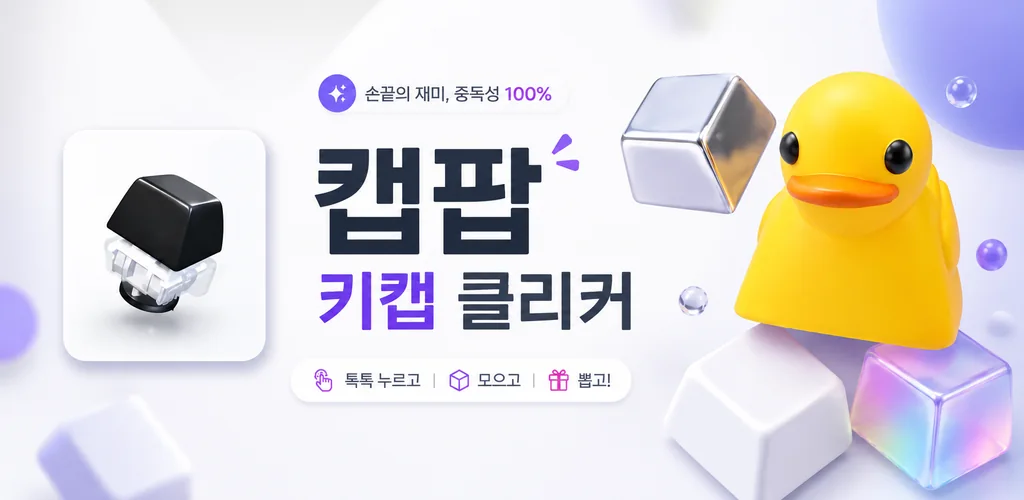 손끝의 재미, 중독성 100%
캡팝
키캡 클리커
톡톡 누르고 | 모으고 | 뽑고!